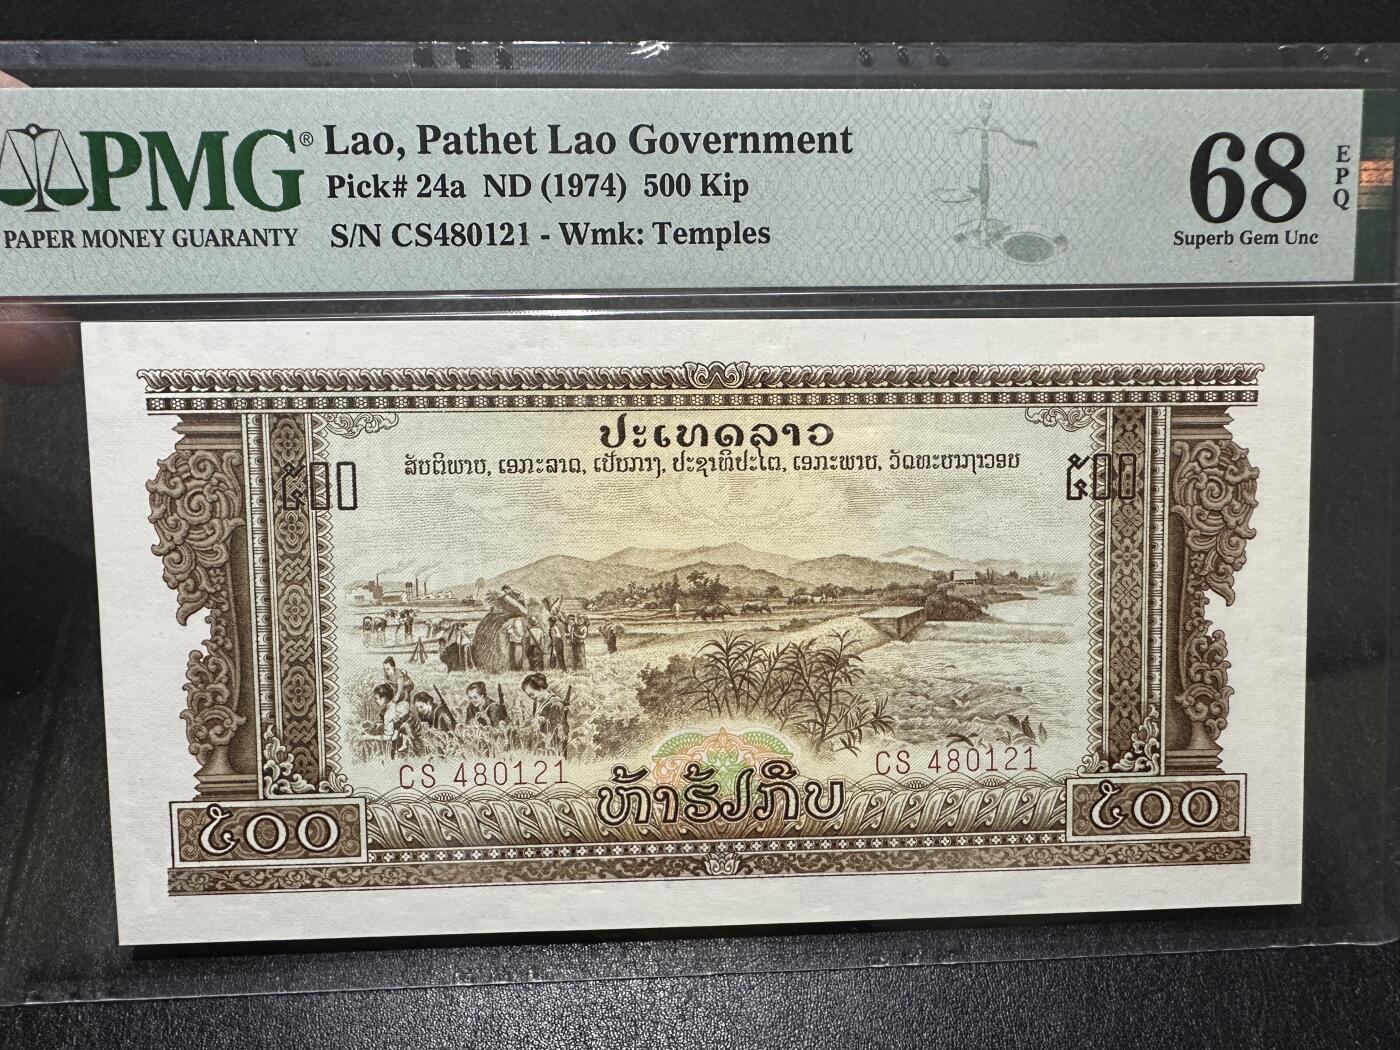 PMG®
PAPER MONEY GUARANTY
Lao, Pathet Lao Government
Pick# 24a ND (1974) 500 Kip
S/N CS480121 - Wmk: Temples
68
EPQ
Superb Gem Unc
ປະເທດລາວ
ສັນຕິພາບ, ເອກະລາດ, ເປັນກາງ, ປະຊາທິປະໄຕ, ເອກະພາບ, ວັດທະນາຖາວອນ
໕໐໐
໕໐໐
CS 480121
CS 480121
ຫ້າຮ້ອຍກີບ
໕໐໐
໕໐໐